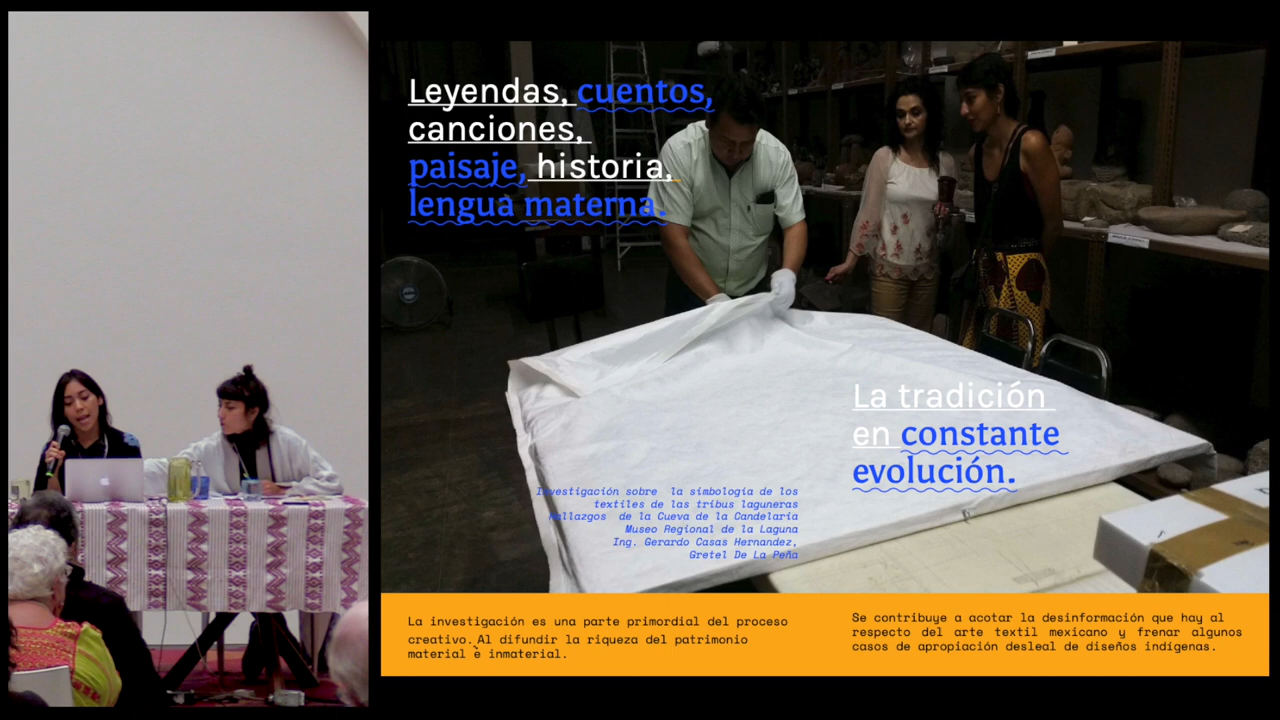 Leyendas, cuentos,
canciones,
paisaje, historia,
lengua materna.
La tradición
en constante
evolución.
Investigación sobre la simbología de los
textiles de las tribus laguneras
Hallazgos de la Cueva de la Candelaria
Museo Regional de la Laguna
Ing. Gerardo Casas Hernandez,
Gretel De La Peña
La investigación es una parte primordial del proceso
creativo. Al difundir la riqueza del patrimonio
material e inmaterial.
Se contribuye a acotar la desinformación que hay al
respecto del arte textil mexicano y frenar algunos
casos de apropiación desleal de diseños indígenas.